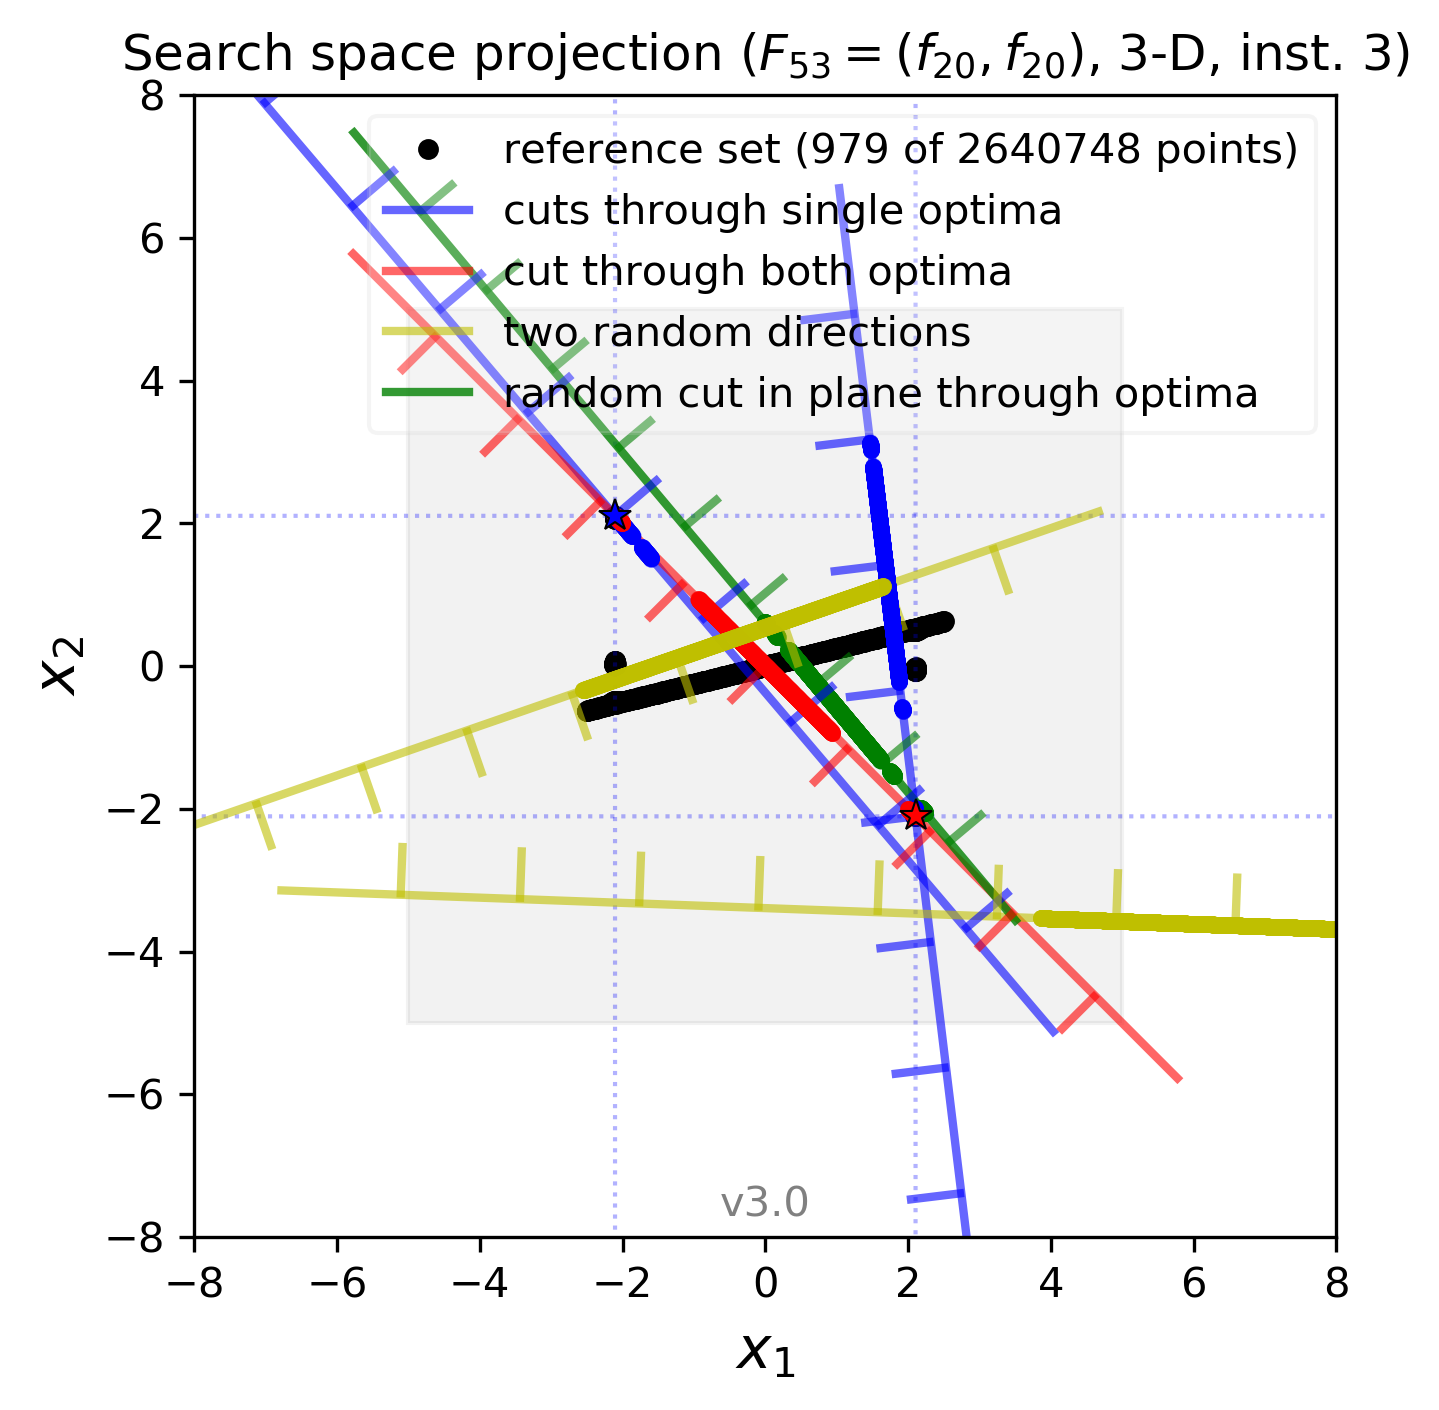 Search space projection (F₅₃ = (f₂₀, f₂₀), 3-D, inst. 3)
reference set (979 of 2640748 points)
cuts through single optima
cut through both optima
two random directions
random cut in plane through optima
8
6
4
2
0
−2
−4
−6
−8
x₂
v3.0
−8 −6 −4 −2 0 2 4 6 8
x₁